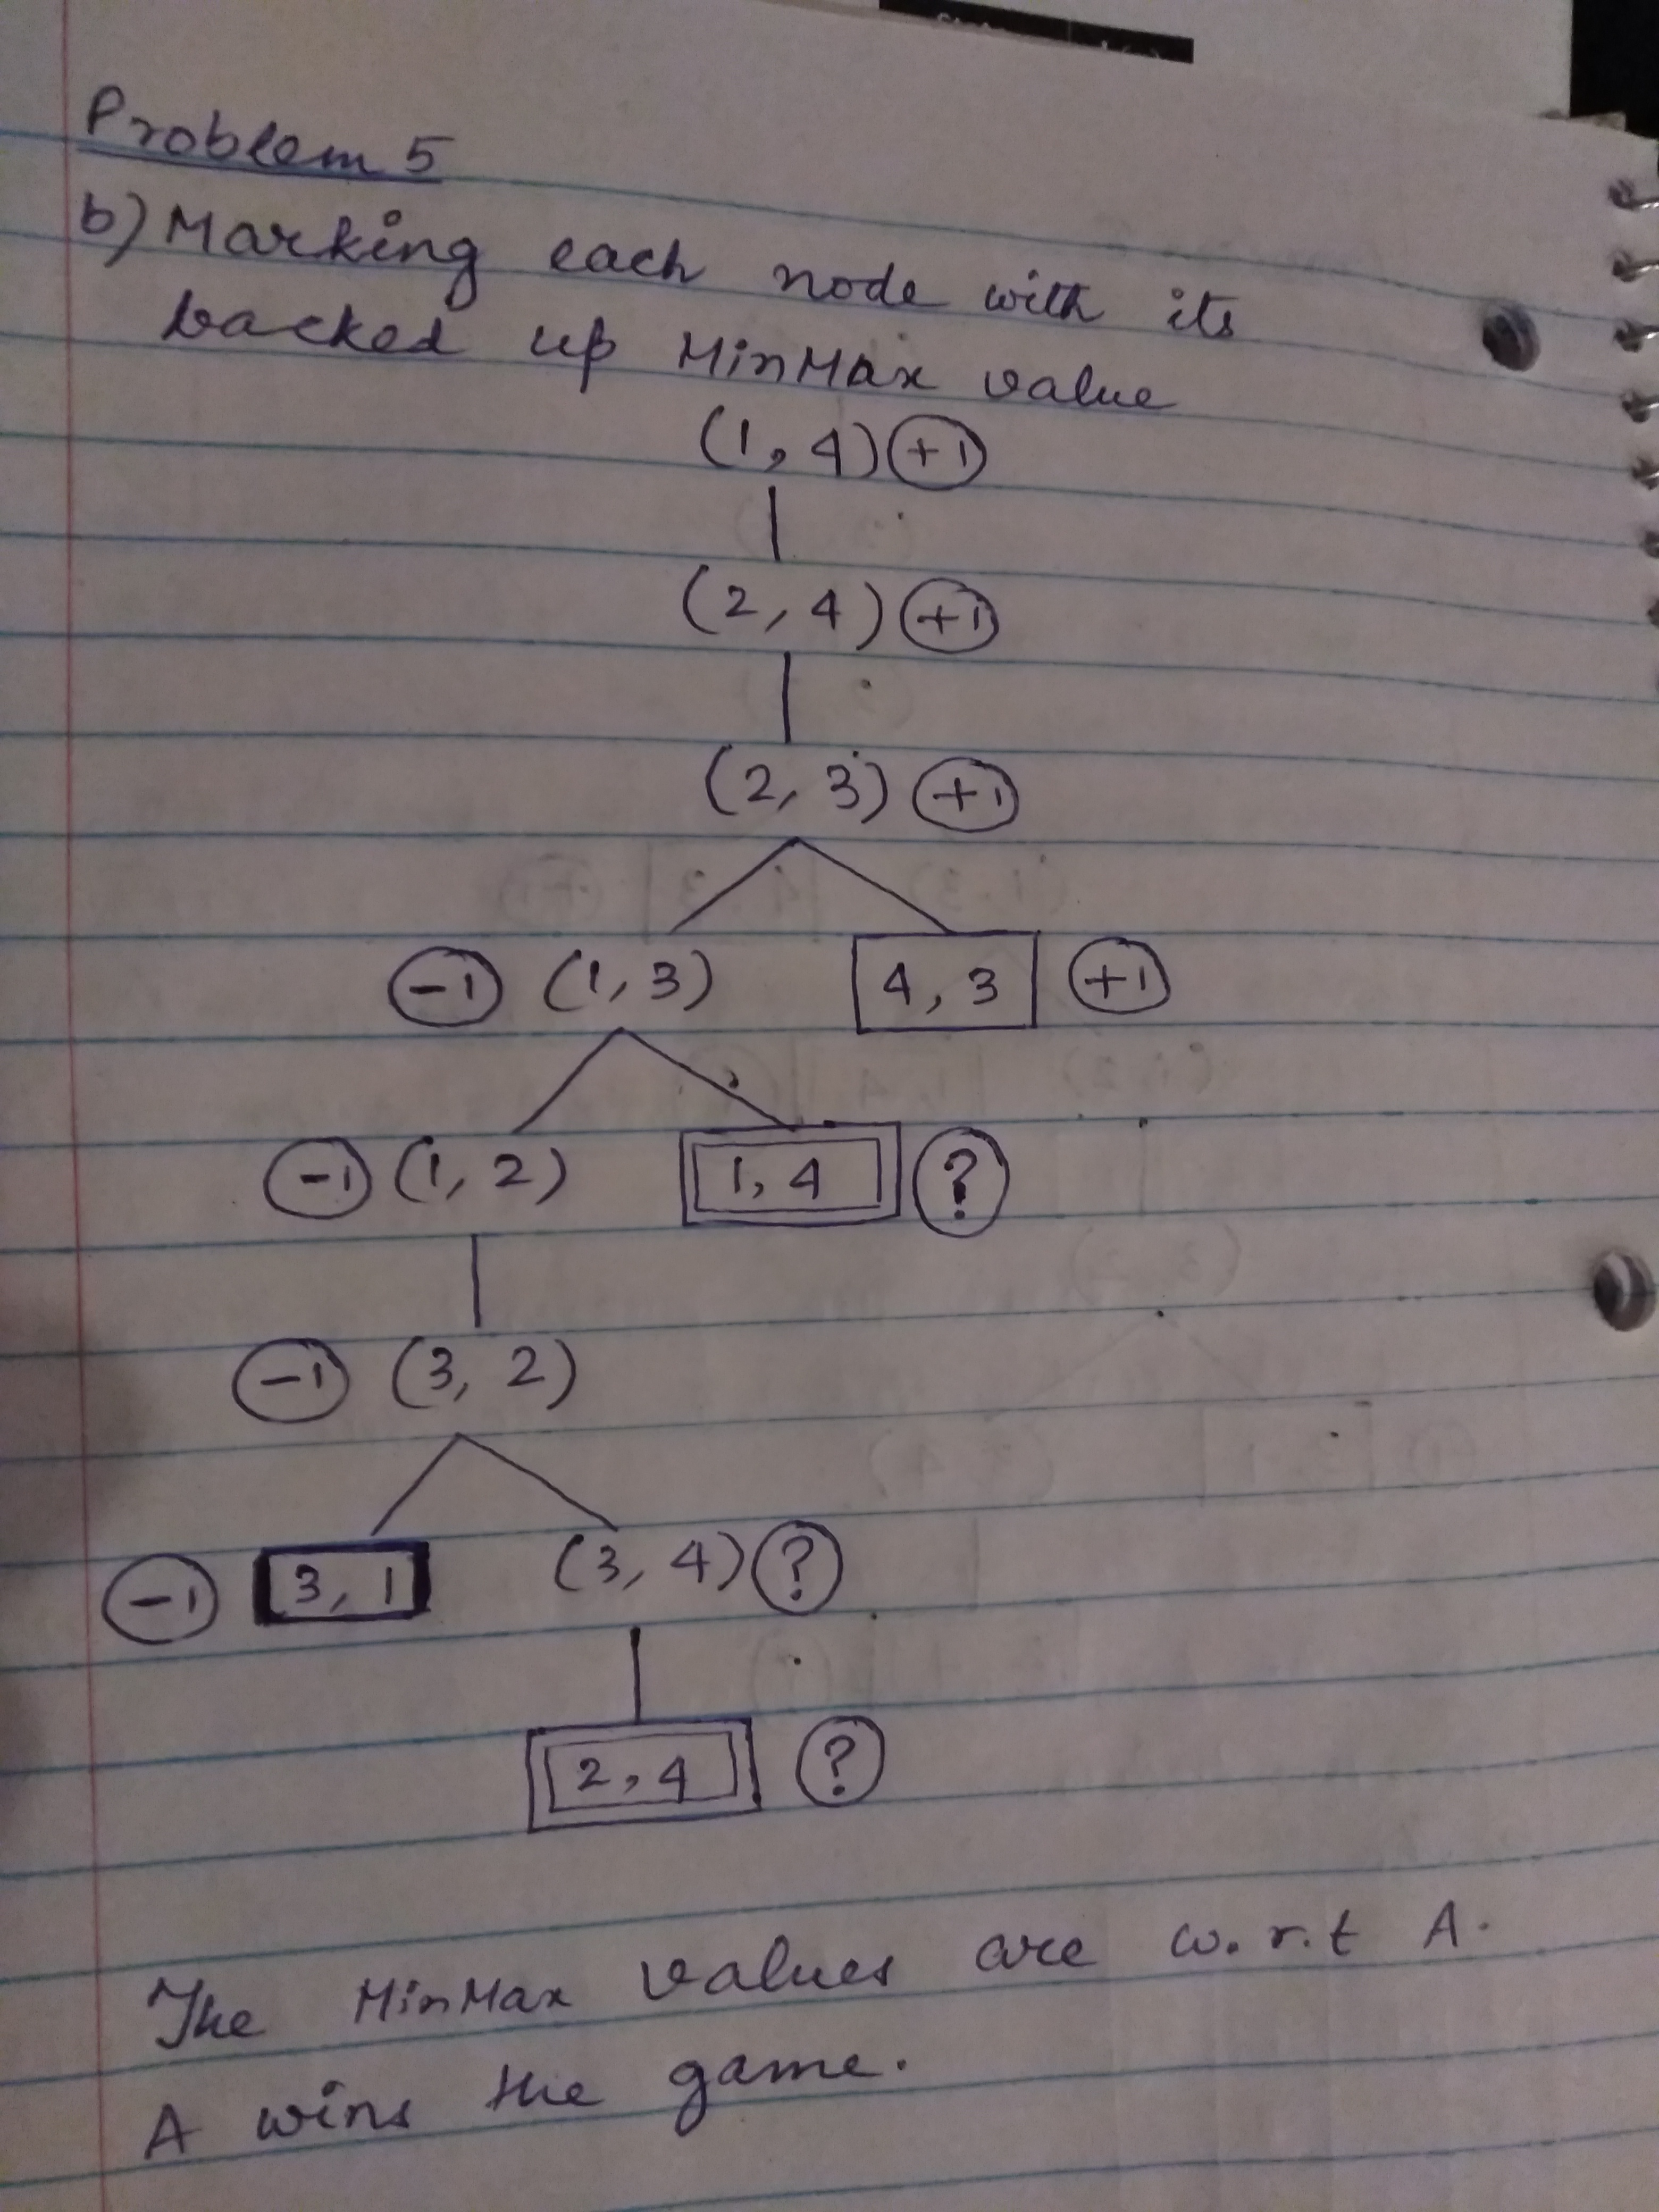 Problem 5
b) Marking each node with its
backed up MinMax value
(1, 4) +1
(2, 4) +1
(2, 3) +1
-1 (1, 3) 4, 3 +1
-1 (1, 2) 1, 4 ?
-1 (3, 2)
-1 3, 1 (3, 4) ?
2, 4 ?
The MinMax values are w.r.t A.
A wins the game.